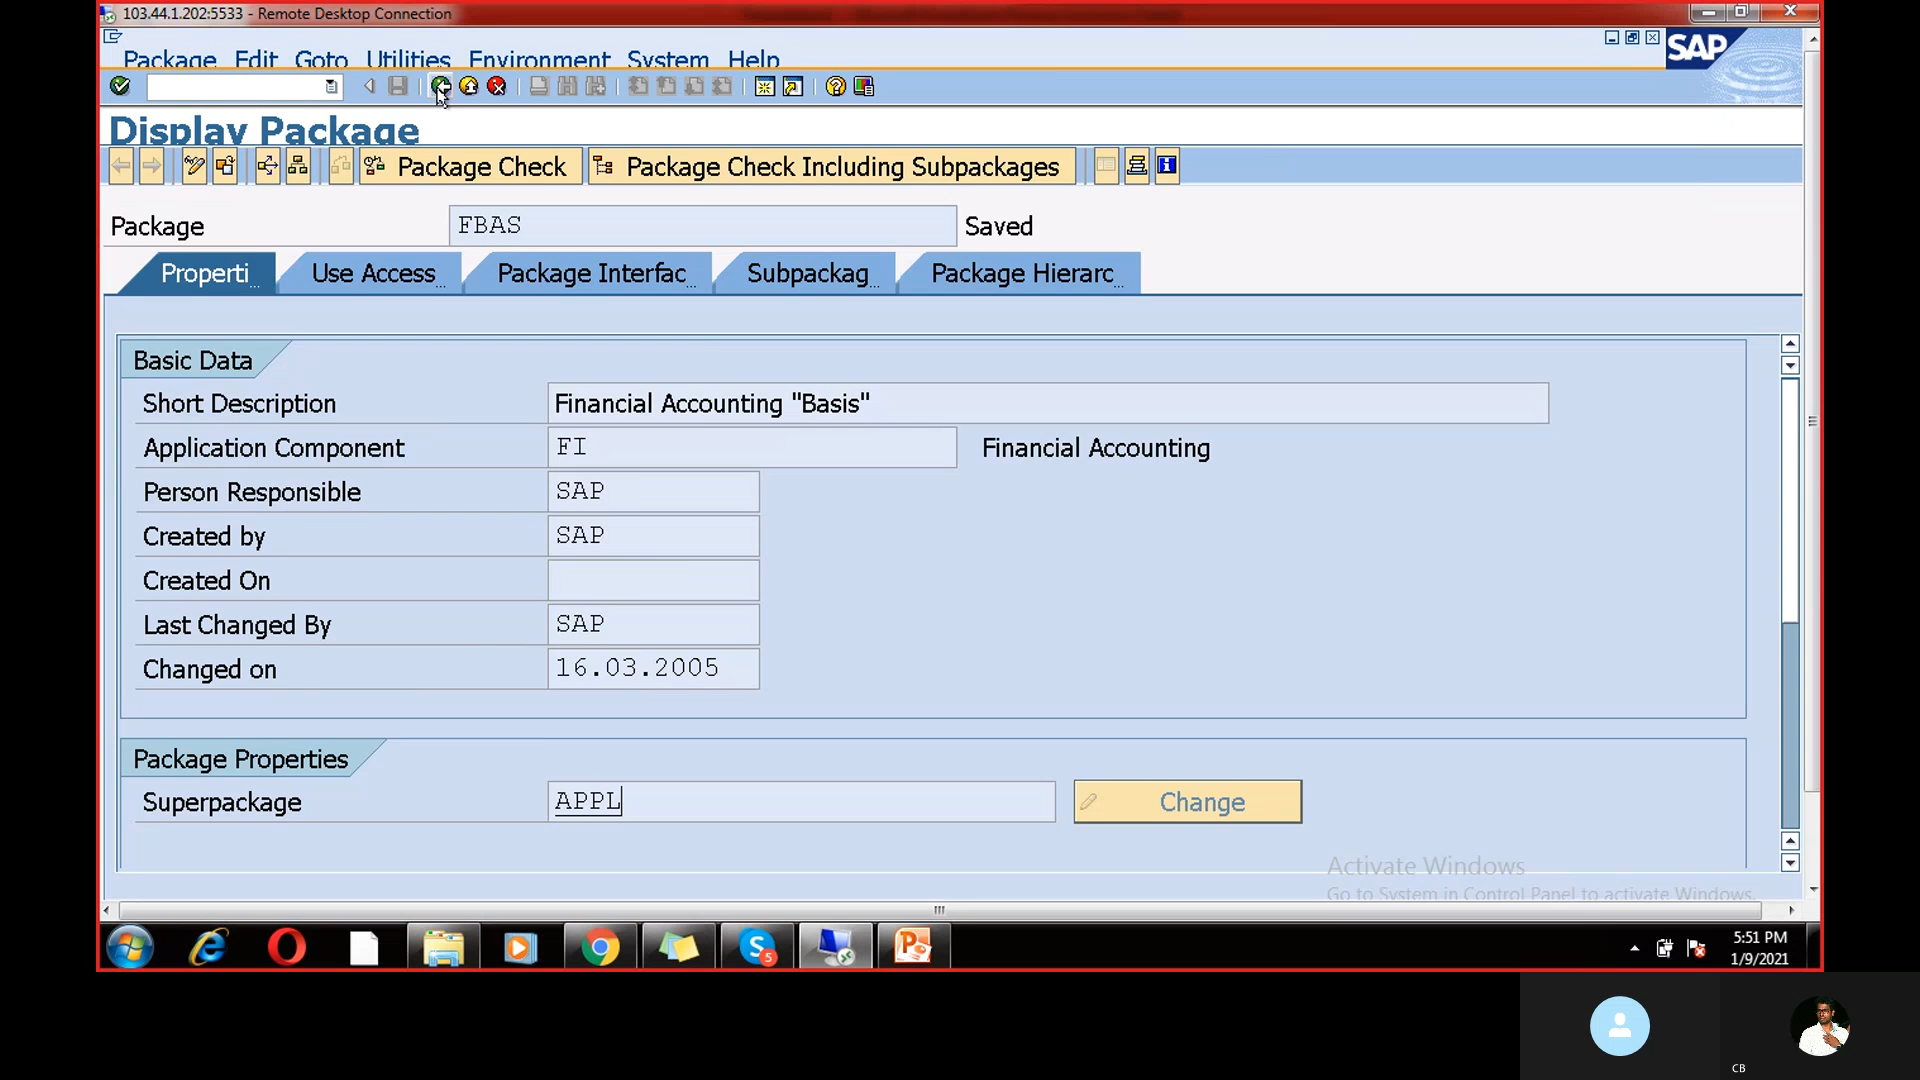 103.44.1.202:5533 - Remote Desktop Connection
Package Edit Goto Utilities Environment System Help
SAP
Display Package
Package Check
Package Check Including Subpackages
Package FBAS Saved
Properti... Use Access... Package Interfac... Subpackag... Package Hierarc...
Basic Data
Short Description Financial Accounting "Basis"
Application Component FI Financial Accounting
Person Responsible SAP
Created by SAP
Created On
Last Changed By SAP
Changed on 16.03.2005
Package Properties
Superpackage APPL Change
Activate Windows
Go to System in Control Panel to activate Windows.
5
5:51 PM
1/9/2021
CB